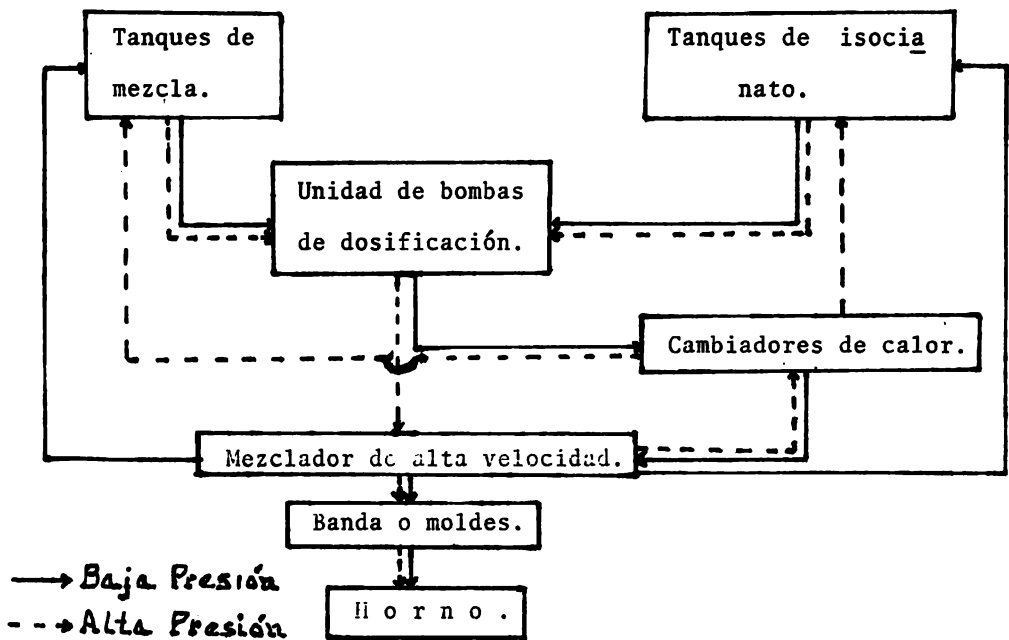 Tanques de
mezcla.
Tanques de isocia
nato.
Unidad de bombas
de dosificación.
Cambiadores de calor.
Mezclador de alta velocidad.
Banda o moldes.
Horno.
Baja Presión
Alta Presión